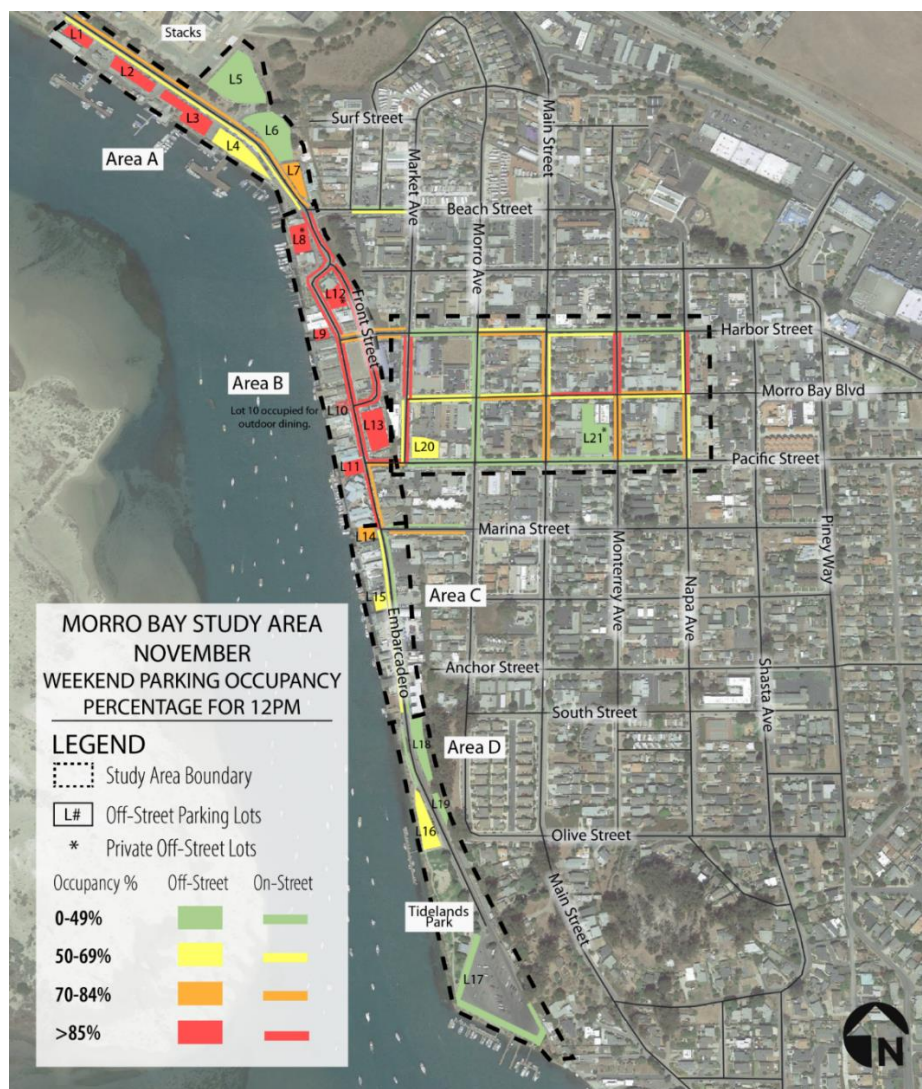 L1
Stacks
L2
L5
L3
L6
L4
Surf Street
Main Street
Area A
Market Ave
L7
Beach Street
L8*
Morro Ave
L12*
Front Street
Harbor Street
L9
Area B
Morro Bay Blvd
L10
Lot 10 occupied for
outdoor dining.
L13
L20
L21*
Pacific Street
L11
Marina Street
L14
Monterrey Ave
Piney Way
L15
Area C
Napa Ave
Embarcadero
Anchor Street
Shasta Ave
South Street
L18
Area D
L19
L16
Olive Street
Main Street
Tidelands
Park
L17
MORRO BAY STUDY AREA
NOVEMBER
WEEKEND PARKING OCCUPANCY
PERCENTAGE FOR 12PM
LEGEND
Study Area Boundary
L# Off-Street Parking Lots
* Private Off-Street Lots
Occupancy % Off-Street On-Street
0-49%
50-69%
70-84%
>85%
N